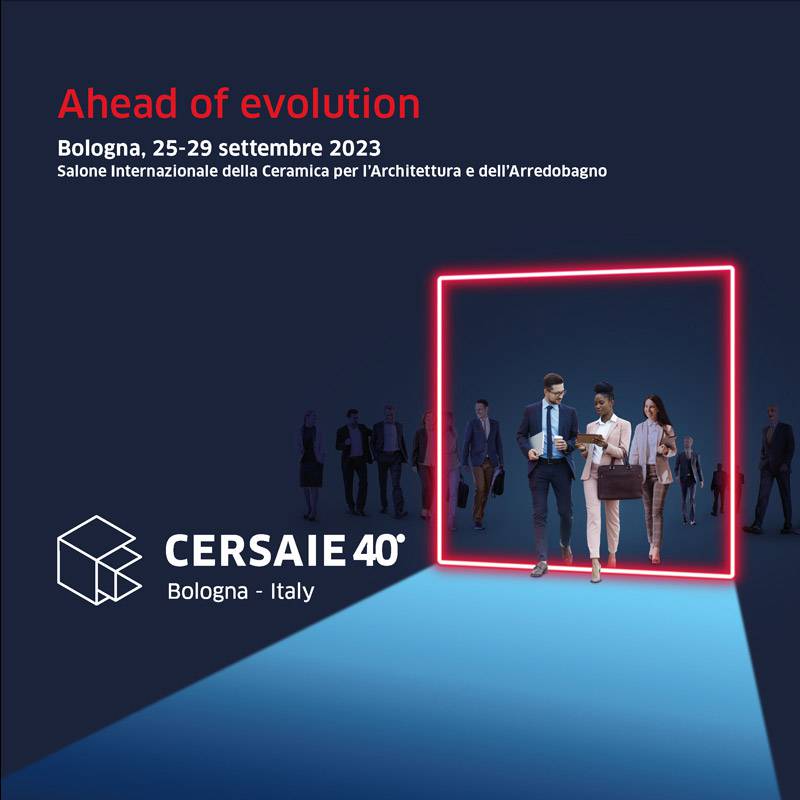 Ahead of evolution
Bologna, 25-29 settembre 2023
Salone Internazionale della Ceramica per l'Architettura e dell'Arredobagno
CERSAIE 40°
Bologna - Italy